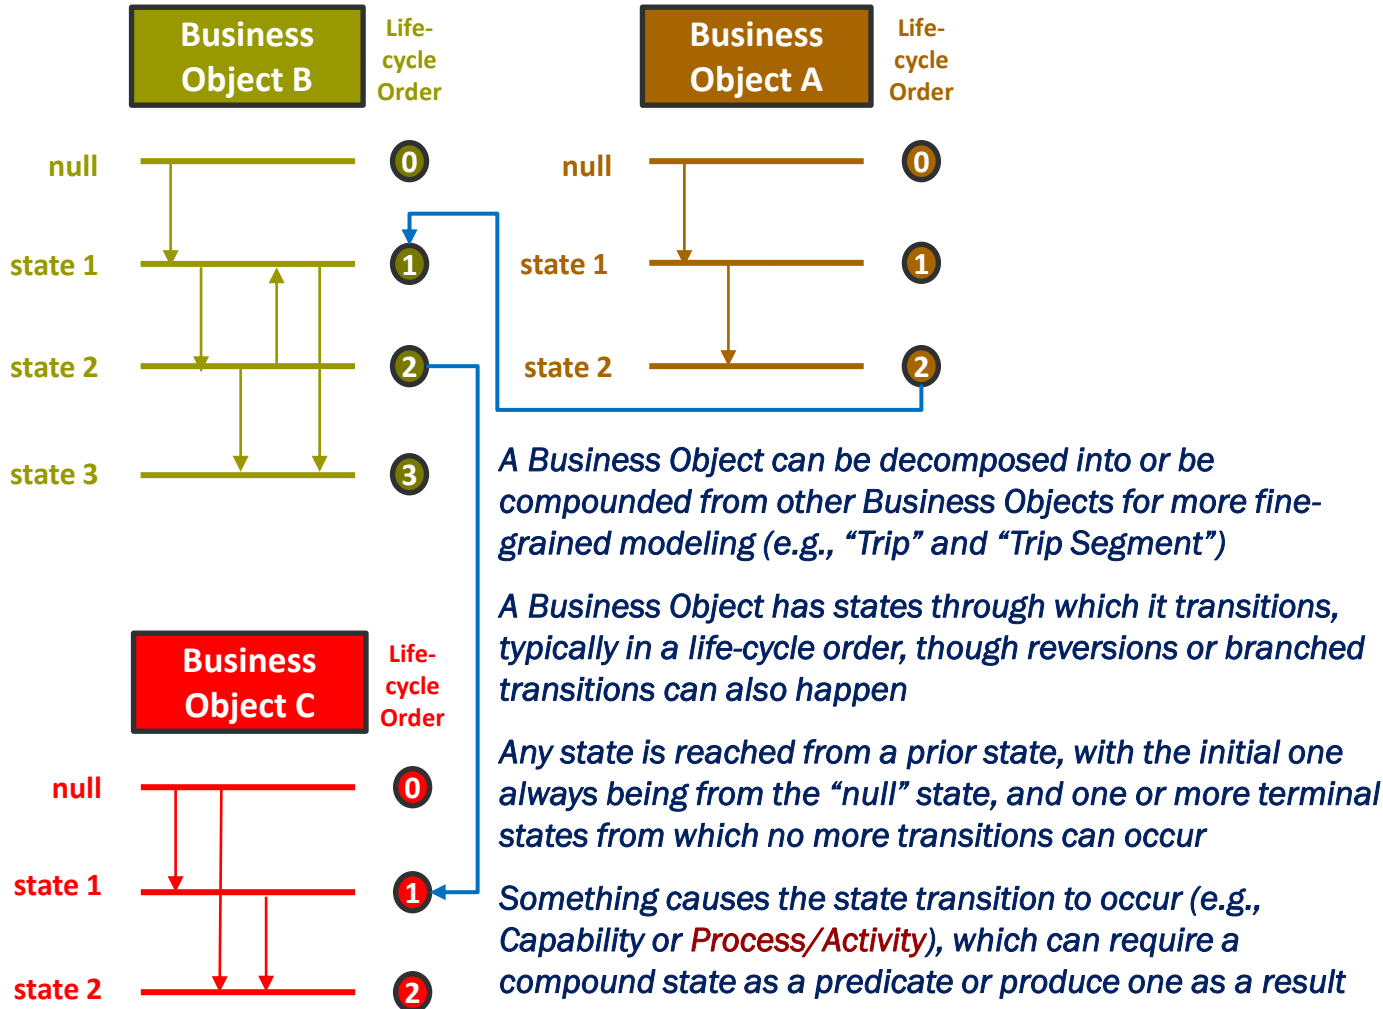 Business
Object B
Life-
cycle
Order
null
0
state 1
1
state 2
2
state 3
3
Business
Object A
Life-
cycle
Order
null
0
state 1
1
state 2
2
Business
Object C
Life-
cycle
Order
null
0
state 1
1
state 2
2
A Business Object can be decomposed into or be
compounded from other Business Objects for more fine-
grained modeling (e.g., “Trip” and “Trip Segment”)
A Business Object has states through which it transitions,
typically in a life-cycle order, though reversions or branched
transitions can also happen
Any state is reached from a prior state, with the initial one
always being from the “null” state, and one or more terminal
states from which no more transitions can occur
Something causes the state transition to occur (e.g.,
Capability or Process/Activity), which can require a
compound state as a predicate or produce one as a result